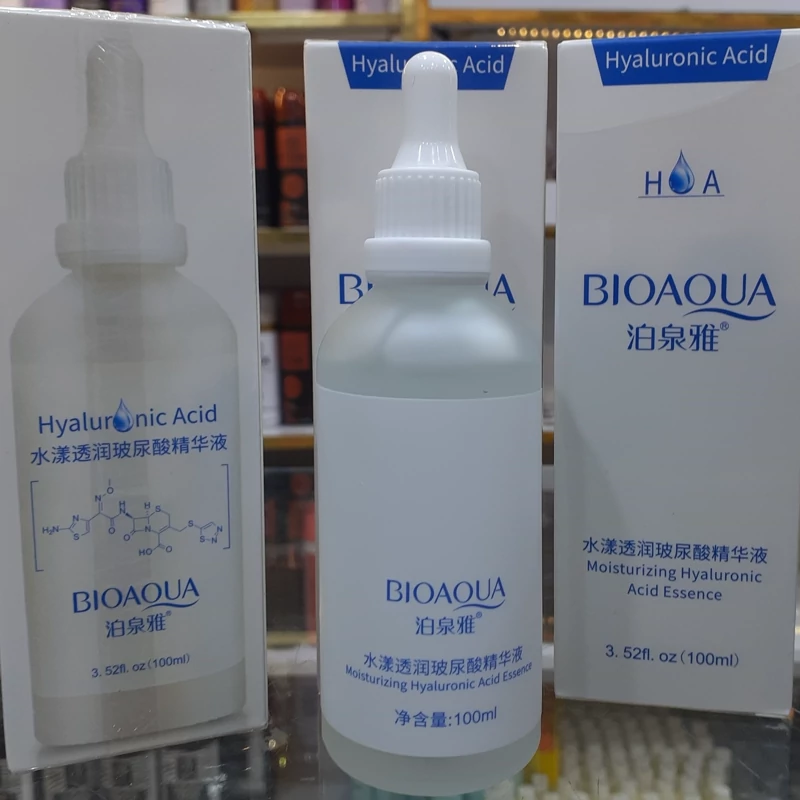 Hyaluronic Acid
水漾透润玻尿酸精华液
H₂N
S
N
N
O
O
H
N
H
S
O
N
HO
O
S
S
N
N
BIOAQUA
泊泉雅®
3. 52fl. oz(100ml)
Hyalu Acid
B A
BIOAQUA
泊泉雅®
水漾透润玻尿酸精华液
Moisturizing Hyaluronic Acid Essence
净含量:100ml
Hyaluronic Acid
H A
BIOAQUA
泊泉雅®
水漾透润玻尿酸精华液
Moisturizing Hyaluronic
Acid Essence
3. 52fl. oz(100ml)